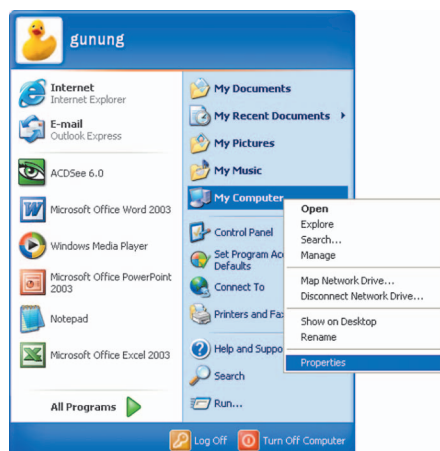 gunung
Internet
Internet Explorer
E-mail
Outlook Express
ACDSee 6.0
Microsoft Office Word 2003
Windows Media Player
Microsoft Office PowerPoint
2003
Notepad
Microsoft Office Excel 2003
All Programs
My Documents
My Recent Documents
My Pictures
My Music
My Computer
Control Panel
Set Program Acc
Defaults
Connect To
Printers and Fax
Help and Suppo
Search
Run...
Open
Explore
Search...
Manage
Map Network Drive...
Disconnect Network Drive...
Show on Desktop
Rename
Properties
Log Off
Turn Off Computer